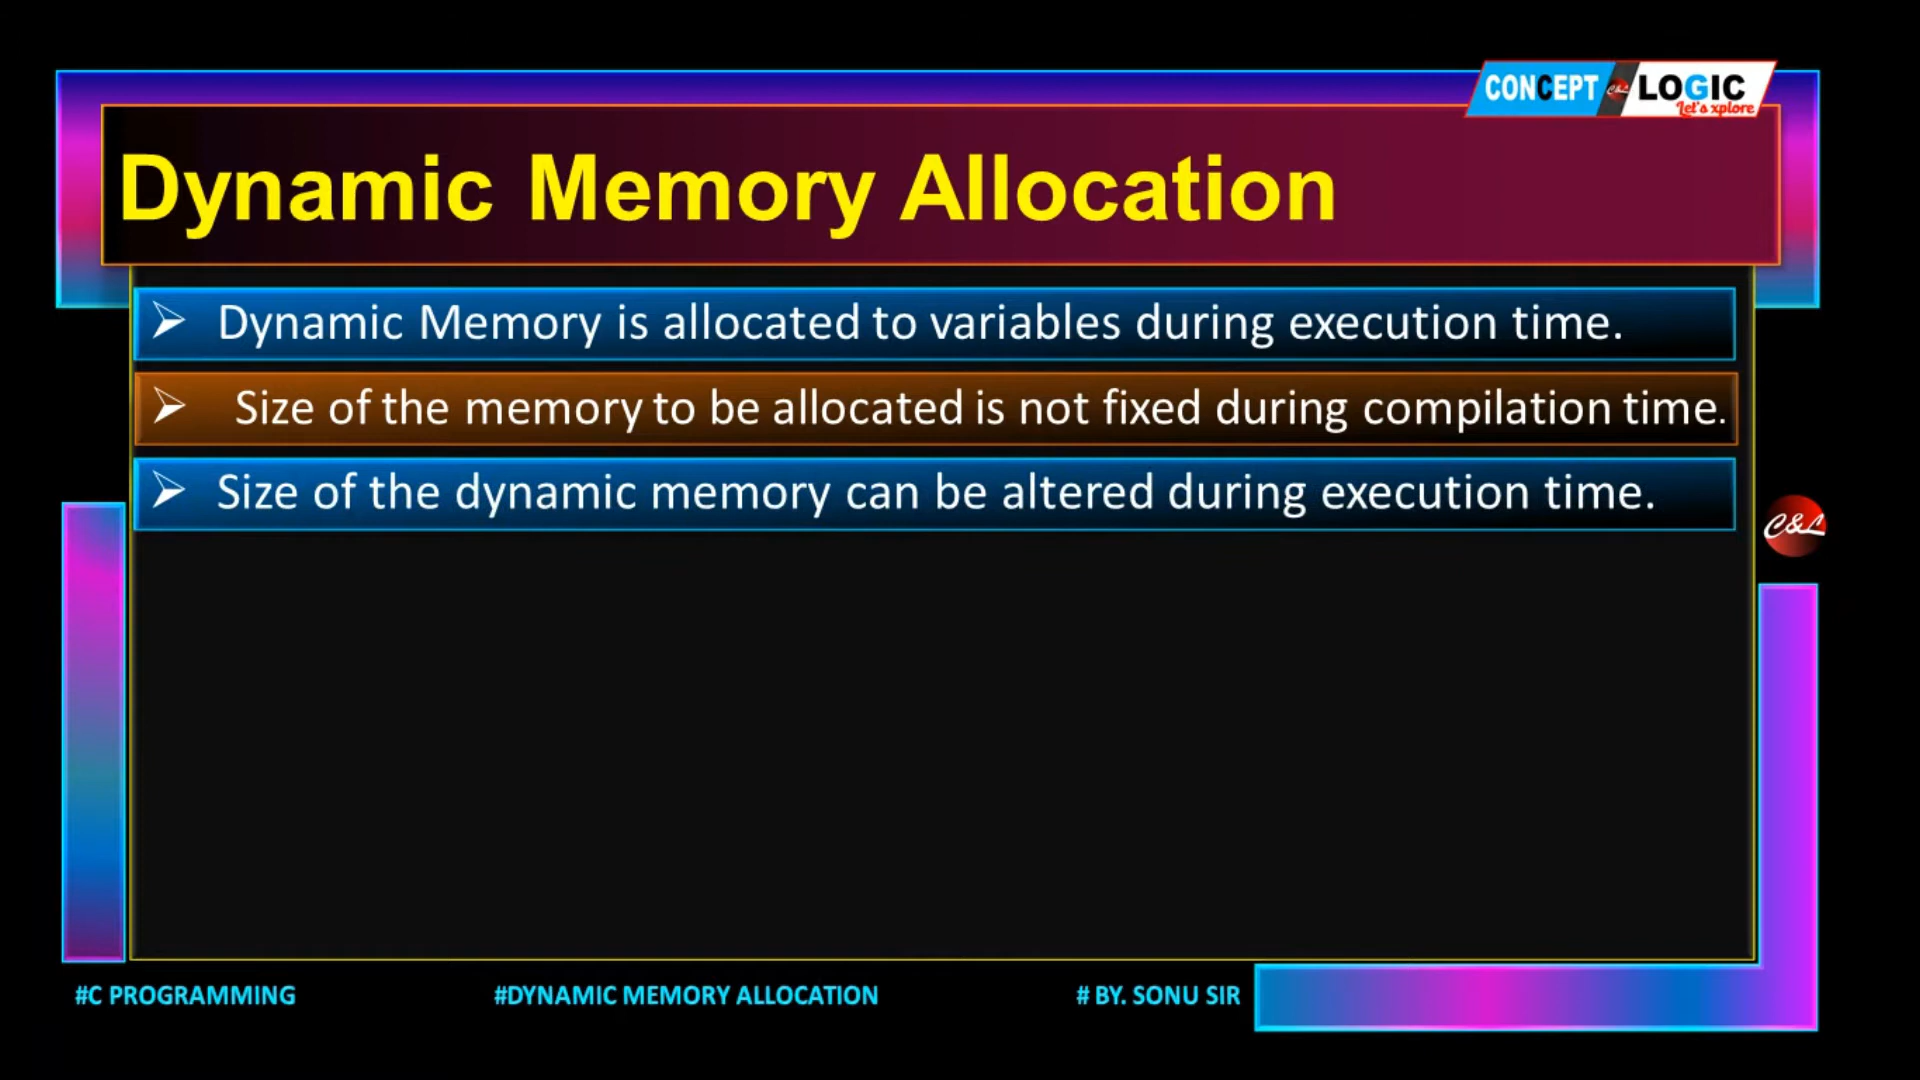 CONCEPT C&L LOGIC
Let's xplore
Dynamic Memory Allocation
➢ Dynamic Memory is allocated to variables during execution time.
➢ Size of the memory to be allocated is not fixed during compilation time.
➢ Size of the dynamic memory can be altered during execution time.
C&L
#C PROGRAMMING #DYNAMIC MEMORY ALLOCATION # BY. SONU SIR